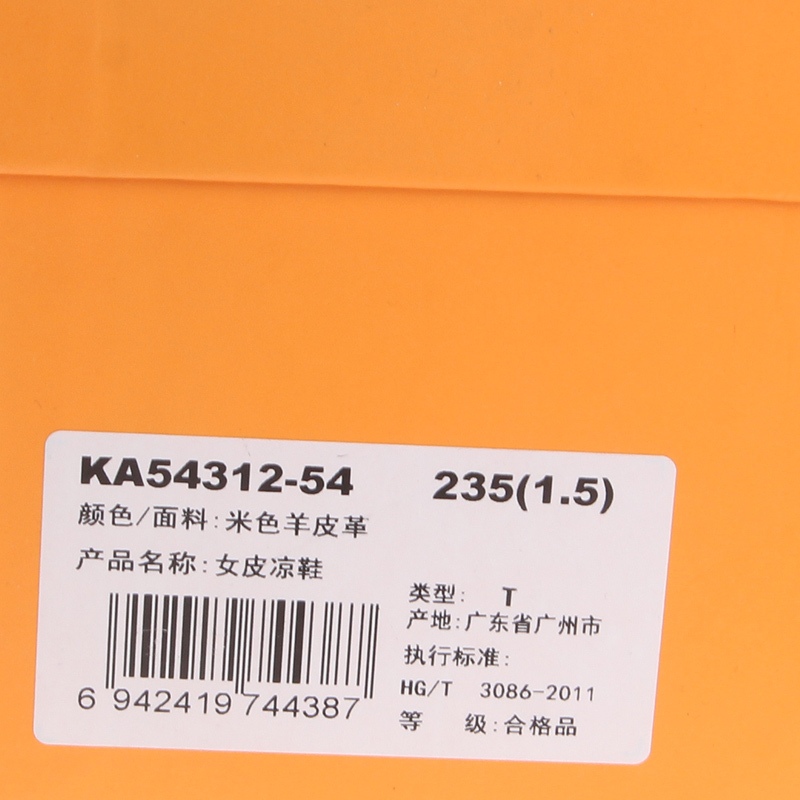 KA54312-54 235(1.5)
颜色/面料:米色羊皮革
产品名称:女皮凉鞋
类型: T
产地:广东省广州市
执行标准:
HG/T 3086-2011
等 级:合格品
6 942419 744387